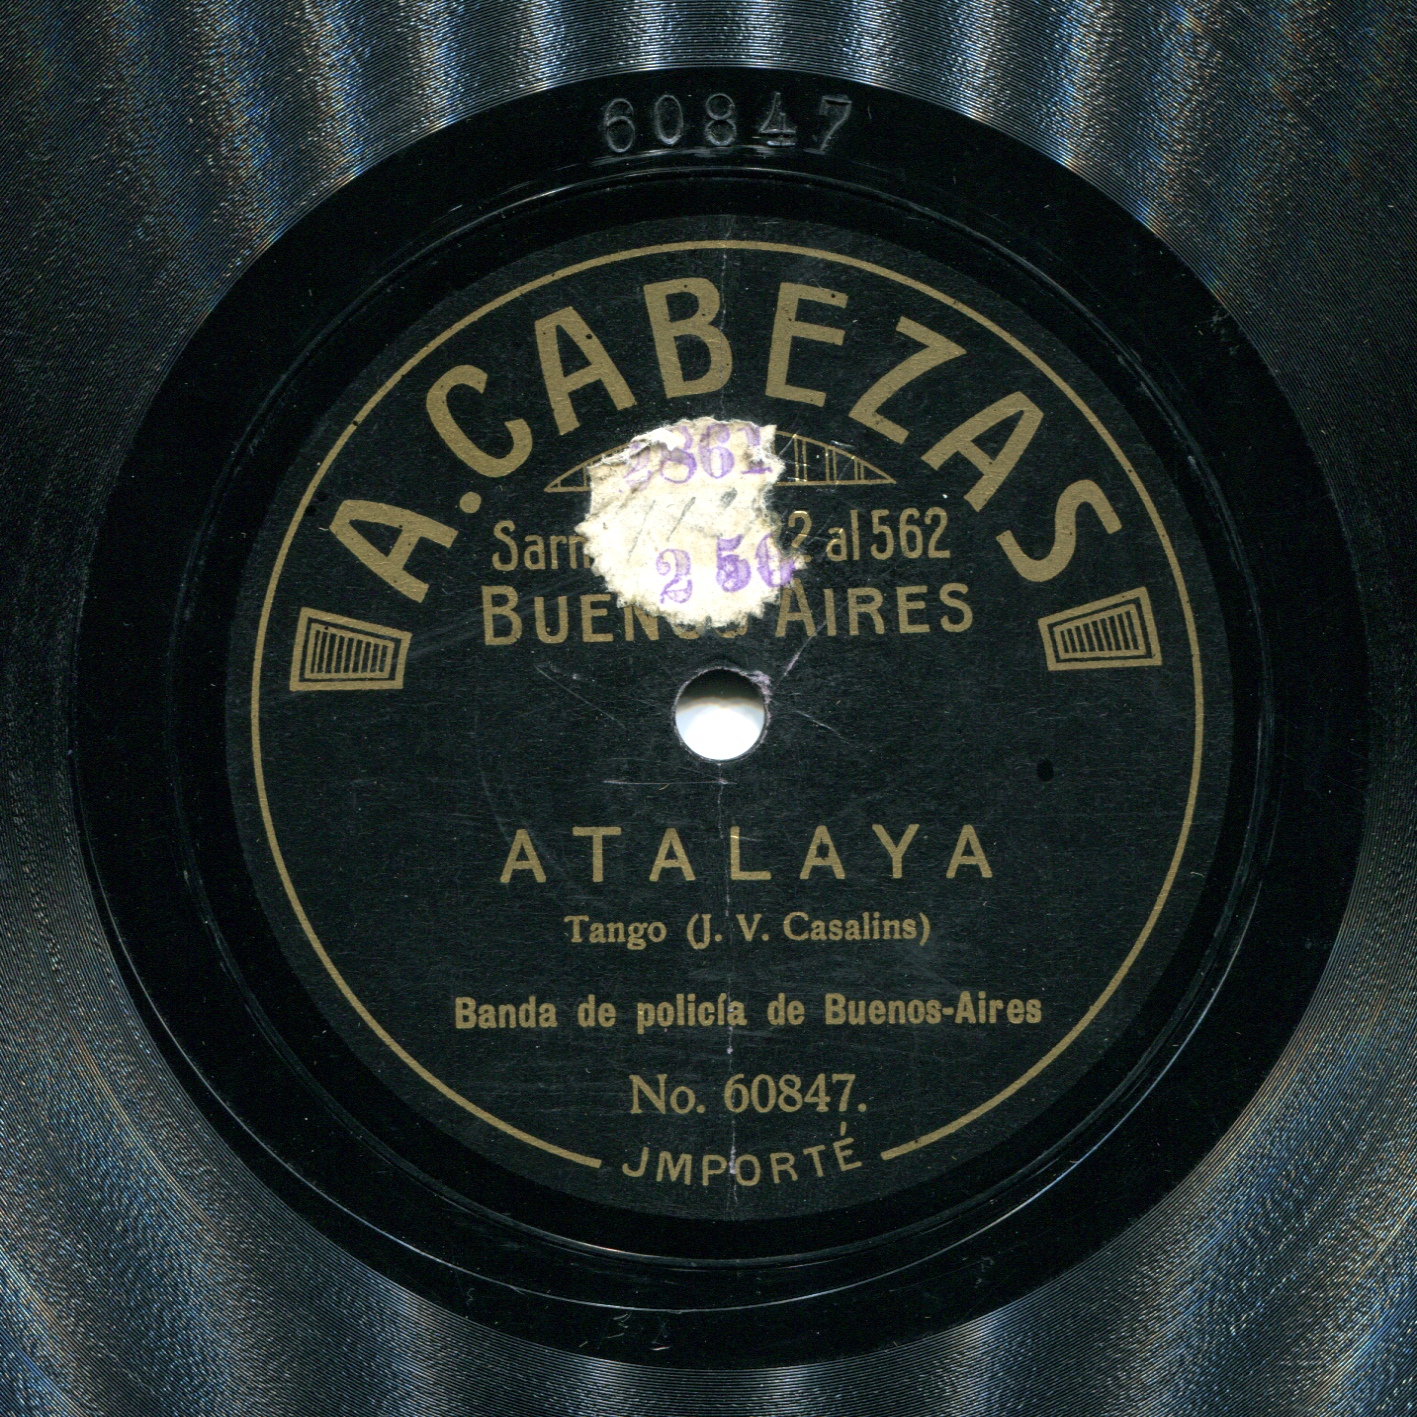 60847
A. CABEZAS
2 al 562
BUENOS AIRES
2 50
ATALAYA
Tango (J. V. Casalins)
Banda de policía de Buenos-Aires
No. 60847.
JMPORTÉ